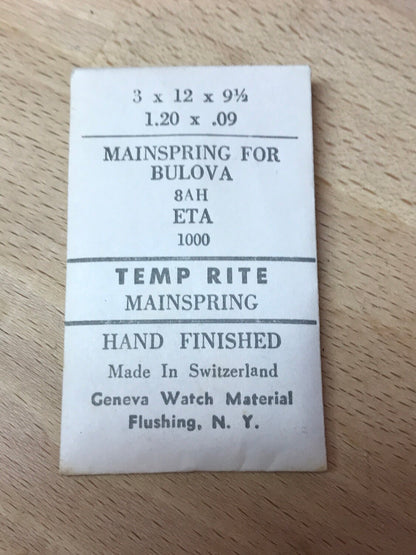 3 x 12 x 9½
1.20 x .09
MAINSPRING FOR
BULOVA
8AH
ETA
1000
TEMP RITE
MAINSPRING
HAND FINISHED
Made In Switzerland
Geneva Watch Material
Flushing, N. Y.